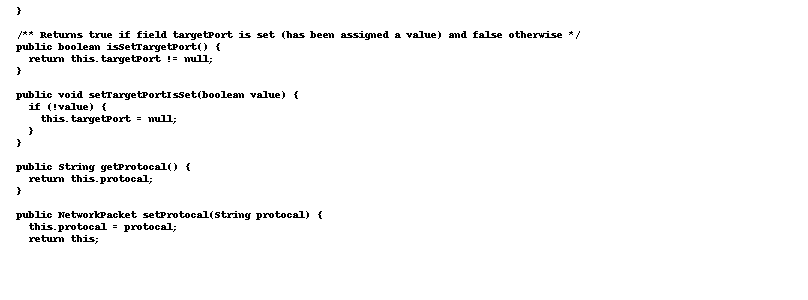 }
/** Returns true if field targetPort is set (has been assigned a value) and false otherwise */
public boolean isSetTargetPort() {
return this.targetPort != null;
}
public void setTargetPortIsSet(boolean value) {
if (!value) {
this.targetPort = null;
}
}
public String getProtocal() {
return this.protocal;
}
public NetworkPacket setProtocal(String protocal) {
this.protocal = protocal;
return this;